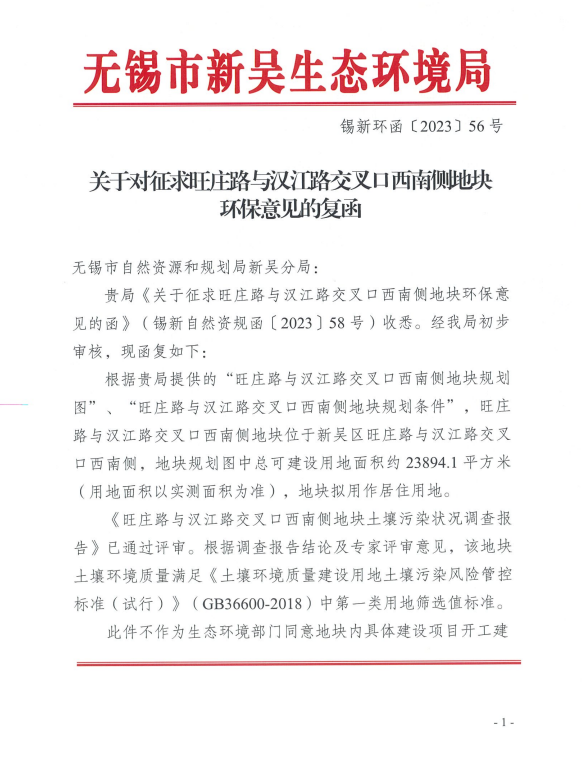 无锡市新吴生态环境局
锡新环函〔2023〕56号
关于对征求旺庄路与汉江路交叉口西南侧地块
环保意见的复函
无锡市自然资源和规划局新吴分局：
贵局《关于征求旺庄路与汉江路交叉口西南侧地块环保意
见的函》（锡新自然资规函〔2023〕58号）收悉。经我局初步
审核，现函复如下：
根据贵局提供的“旺庄路与汉江路交叉口西南侧地块规划
图”、“旺庄路与汉江路交叉口西南侧地块规划条件”，旺庄
路与汉江路交叉口西南侧地块位于新吴区旺庄路与汉江路交叉
口西南侧，地块规划图中总可建设用地面积约23894.1平方米
（用地面积以实测面积为准），地块拟用作居住用地。
《旺庄路与汉江路交叉口西南侧地块土壤污染状况调查报
告》已通过评审。根据调查报告结论及专家评审意见，该地块
土壤环境质量满足《土壤环境质量建设用地土壤污染风险管控
标准（试行）》（GB36600-2018）中第一类用地筛选值标准。
此件不作为生态环境部门同意地块内具体建设项目开工建
- 1 -